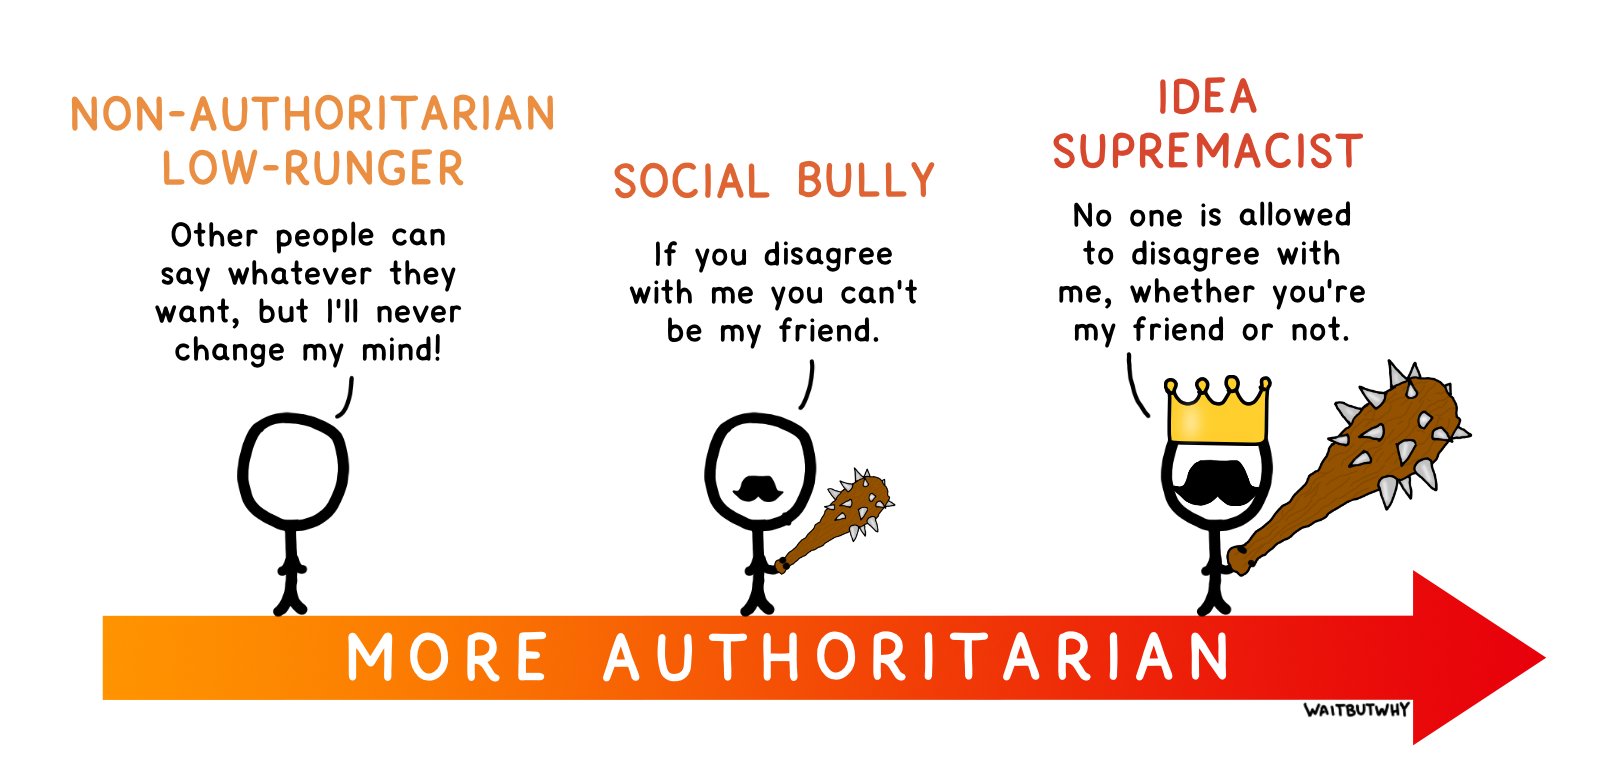 NON-AUTHORITARIAN
LOW-RUNGER
Other people can
say whatever they
want, but I'll never
change my mind!
SOCIAL BULLY
If you disagree
with me you can't
be my friend.
IDEA
SUPREMACIST
No one is allowed
to disagree with
me, whether you're
my friend or not.
MORE AUTHORITARIAN
WAITBUTWHY